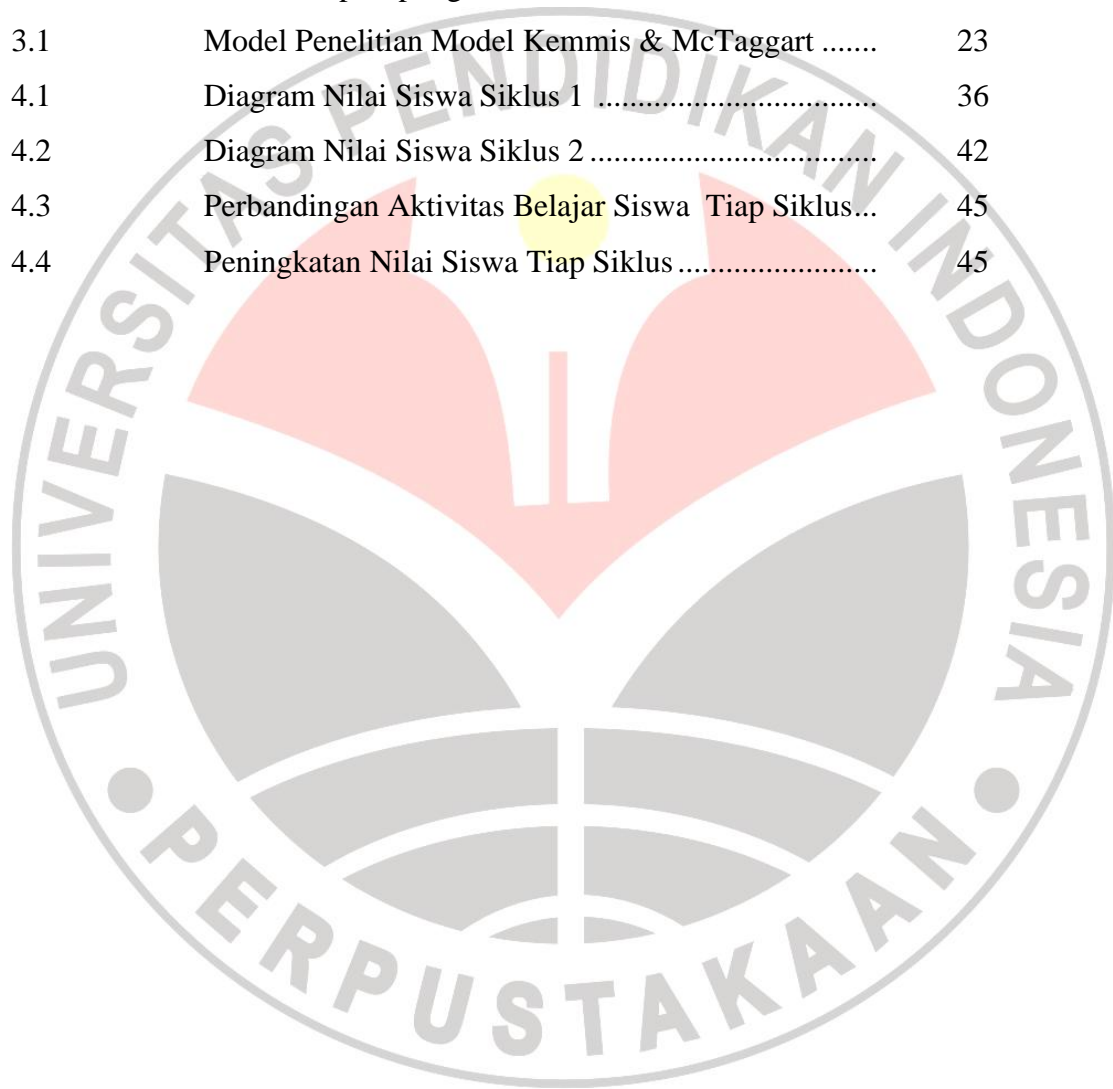 3.1 Model Penelitian Model Kemmis & McTaggart ....... 23
4.1 Diagram Nilai Siswa Siklus 1 ................................ 36
4.2 Diagram Nilai Siswa Siklus 2 ................................. 42
4.3 Perbandingan Aktivitas Belajar Siswa Tiap Siklus... 45
4.4 Peningkatan Nilai Siswa Tiap Siklus ........................ 45
UNIVERSITAS PENDIDIKAN INDONESIA
PERPUSTAKAAN